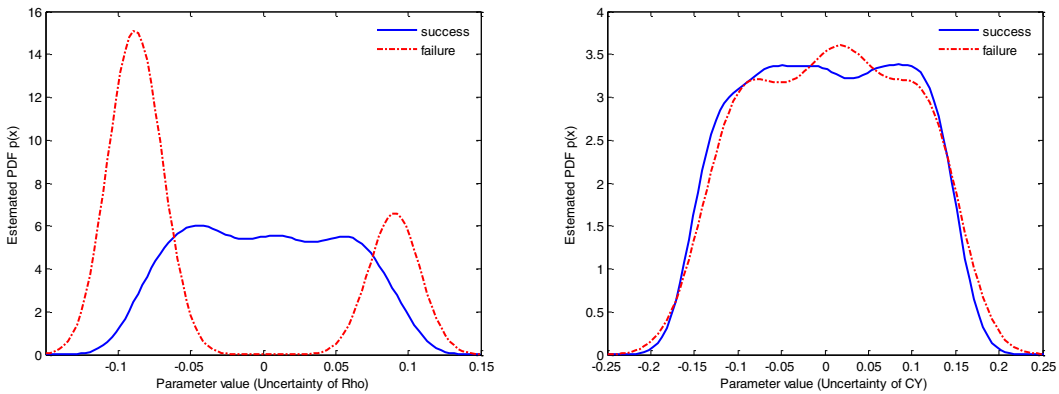 16
14
12
10
8
6
4
2
0
Estemated PDF p(x)
success
failure
-0.1 -0.05 0 0.05 0.1 0.15
Parameter value (Uncertainty of Rho)
4
3.5
3
2.5
2
1.5
1
0.5
0
Estemated PDF p(x)
success
failure
-0.25 -0.2 -0.15 -0.1 -0.05 0 0.05 0.1 0.15 0.2 0.25
Parameter value (Uncertainty of CY)